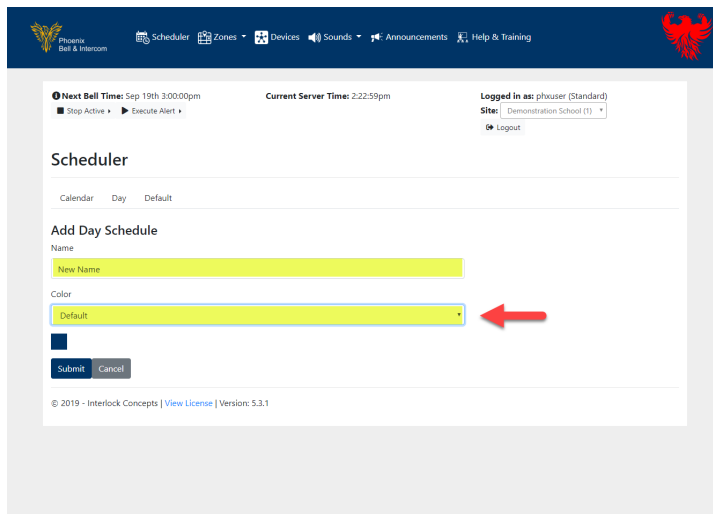 Phoenix
Bell & Intercom
Scheduler Zones Devices Sounds Announcements Help & Training
Next Bell Time: Sep 19th 3:00:00pm Current Server Time: 2:22:59pm Logged in as: phxuser (Standard)
Stop Active Execute Alert Site: Demonstration School (1)
Logout
Scheduler
Calendar Day Default
Add Day Schedule
Name
New Name
Color
Default
Submit Cancel
© 2019 - Interlock Concepts | View License | Version: 5.3.1